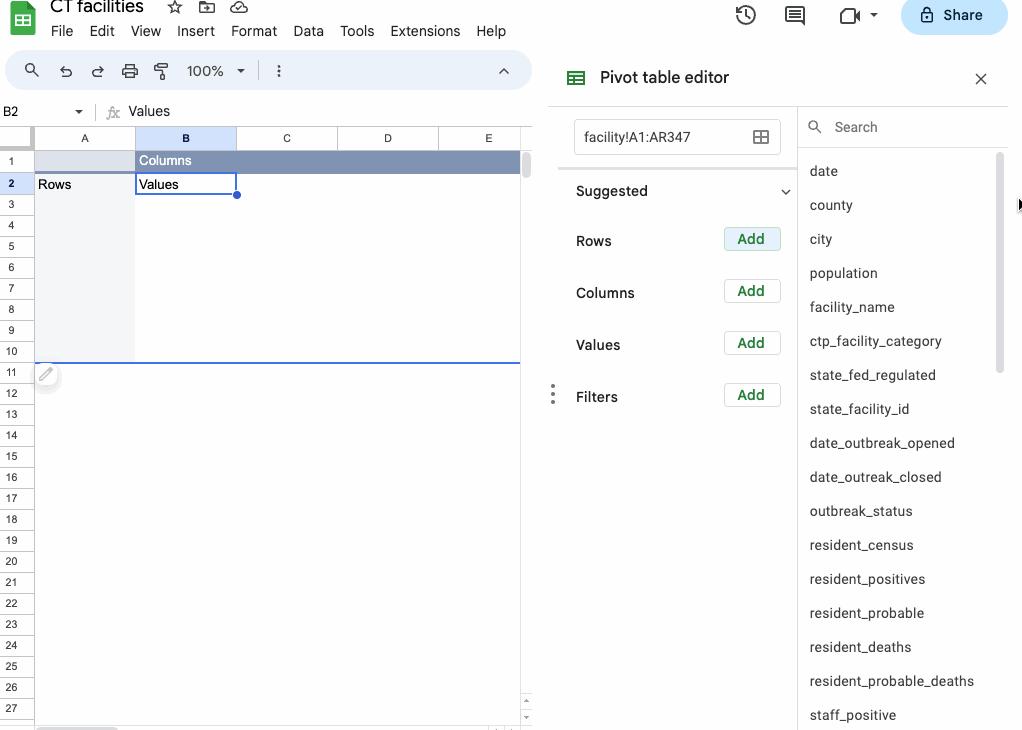 CT facilities
File Edit View Insert Format Data Tools Extensions Help
Share
100%
B2
fx Values
A B C D E
1 Columns
2 Rows Values
3
4
5
6
7
8
9
10
11
12
13
14
15
16
17
18
19
20
21
22
23
24
25
26
27
Pivot table editor
facility!A1:AR347
Suggested
Rows Add
Columns Add
Values Add
Filters Add
Search
date
county
city
population
facility_name
ctp_facility_category
state_fed_regulated
state_facility_id
date_outbreak_opened
date_outreak_closed
outbreak_status
resident_census
resident_positives
resident_probable
resident_deaths
resident_probable_deaths
staff_positive